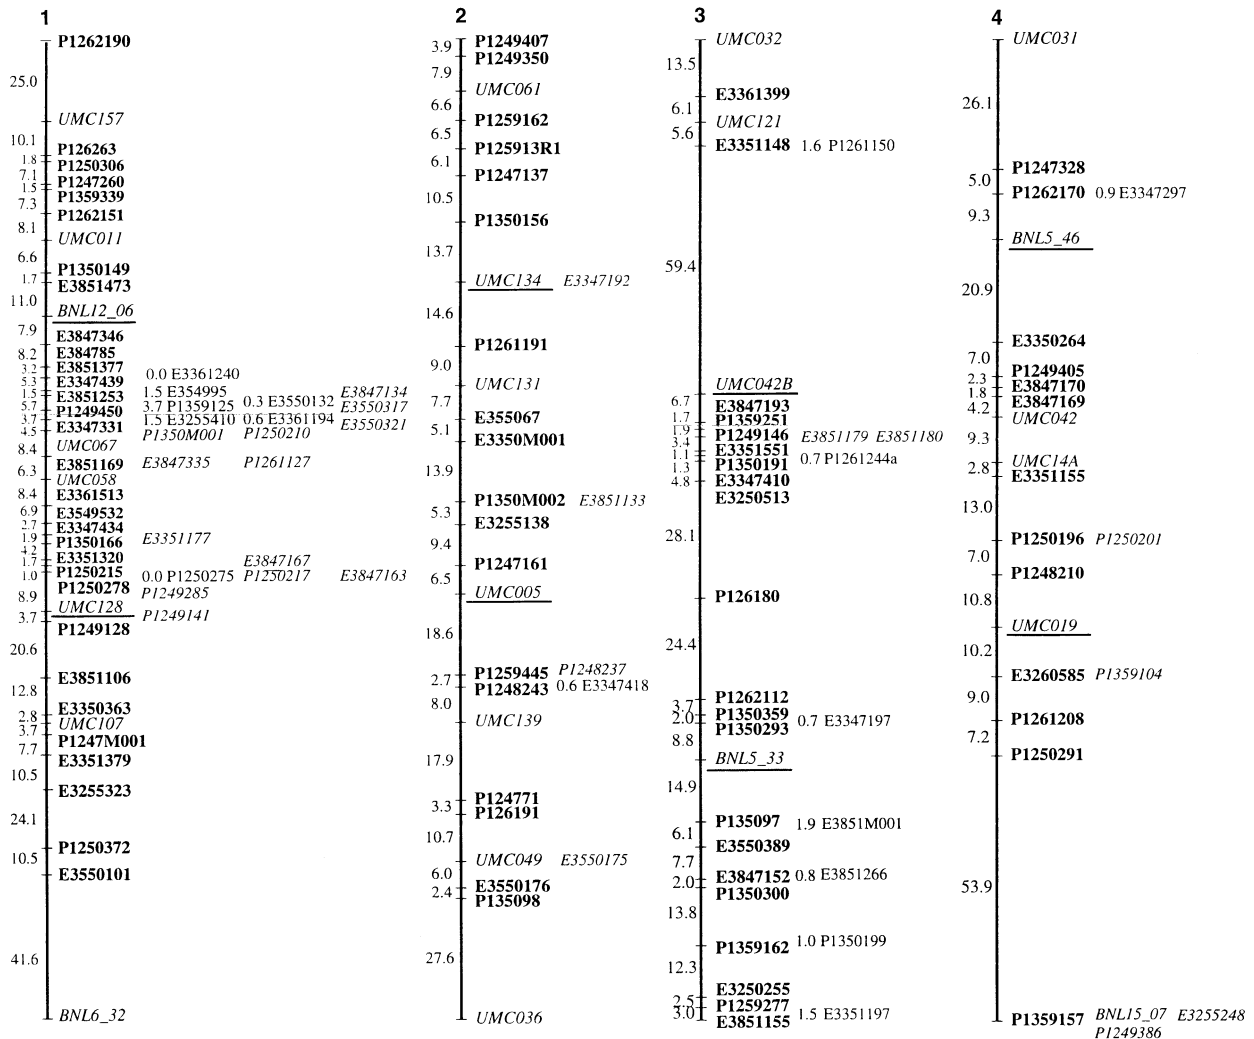 1
P1262190
25.0
UMC157
10.1
P126263
1.8
P1250306
7.1
P1247260
1.5
P1359339
7.3
P1262151
8.1
UMC011
6.6
P1350149
1.7
E3851473
11.0
BNL12_06
7.9
E3847346
8.2
E384785
3.2
E3851377 0.0 E3361240
5.3
E3347439 1.5 E354995 E3847134
1.5
E3851253 3.7 P1359125 0.3 E3550132 E3550317
5.7
P1249450 1.5 E3255410 0.6 E3361194 E3550321
3.7
E3347331 P1350M001 P1250210
4.5
UMC067
8.4
E3851169 E3847335 P1261127
6.3
UMC058
8.4
E3361513
6.9
E3549532
2.7
E3347434
1.9
P1350166 E3351177
4.2
E3351320 E3847167
1.7
P1250215 0.0 P1250275 P1250217 E3847163
1.0
P1250278 P1249285
8.9
UMC128 P1249141
3.7
P1249128
20.6
E3851106
12.8
E3350363
2.8
UMC107
3.7
P1247M001
7.7
E3351379
10.5
E3255323
24.1
P1250372
10.5
E3550101
41.6
BNL6_32
2
P1249407
3.9
P1249350
7.9
UMC061
6.6
P1259162
6.5
P125913R1
6.1
P1247137
10.5
P1350156
13.7
UMC134 E3347192
14.6
P1261191
9.0
UMC131
7.7
E355067
5.1
E3350M001
13.9
P1350M002 E3851133
5.3
E3255138
9.4
P1247161
6.5
UMC005
18.6
P1259445 P1248237
2.7
P1248243 0.6 E3347418
8.0
UMC139
17.9
P124771
3.3
P126191
10.7
UMC049 E3550175
6.0
E3550176
2.4
P135098
27.6
UMC036
3
UMC032
13.5
E3361399
6.1
UMC121
5.6
E3351148 1.6 P1261150
59.4
UMC042B
6.7
E3847193
1.7
P1359251
1.9
P1249146 E3851179 E3851180
3.4
E3351551
1.1
P1350191 0.7 P1261244a
1.3
E3347410
4.8
E3250513
28.1
P126180
24.4
P1262112
3.7
P1350359
2.0
P1350293 0.7 E3347197
8.8
BNL5_33
14.9
P135097 1.9 E3851M001
6.1
E3550389
7.7
E3847152 0.8 E3851266
2.0
P1350300
13.8
P1359162 1.0 P1350199
12.3
E3250255
2.5
P1259277
3.0
E3851155 1.5 E3351197
4
UMC031
26.1
P1247328
5.0
P1262170 0.9 E3347297
9.3
BNL5_46
20.9
E3350264
7.0
P1249405
2.3
E3847170
1.8
E3847169
4.2
UMC042
9.3
UMC14A
2.8
E3351155
13.0
P1250196 P1250201
7.0
P1248210
10.8
UMC019
10.2
E3260585 P1359104
9.0
P1261208
7.2
P1250291
53.9
P1359157 BNL15_07 E3255248
P1249386